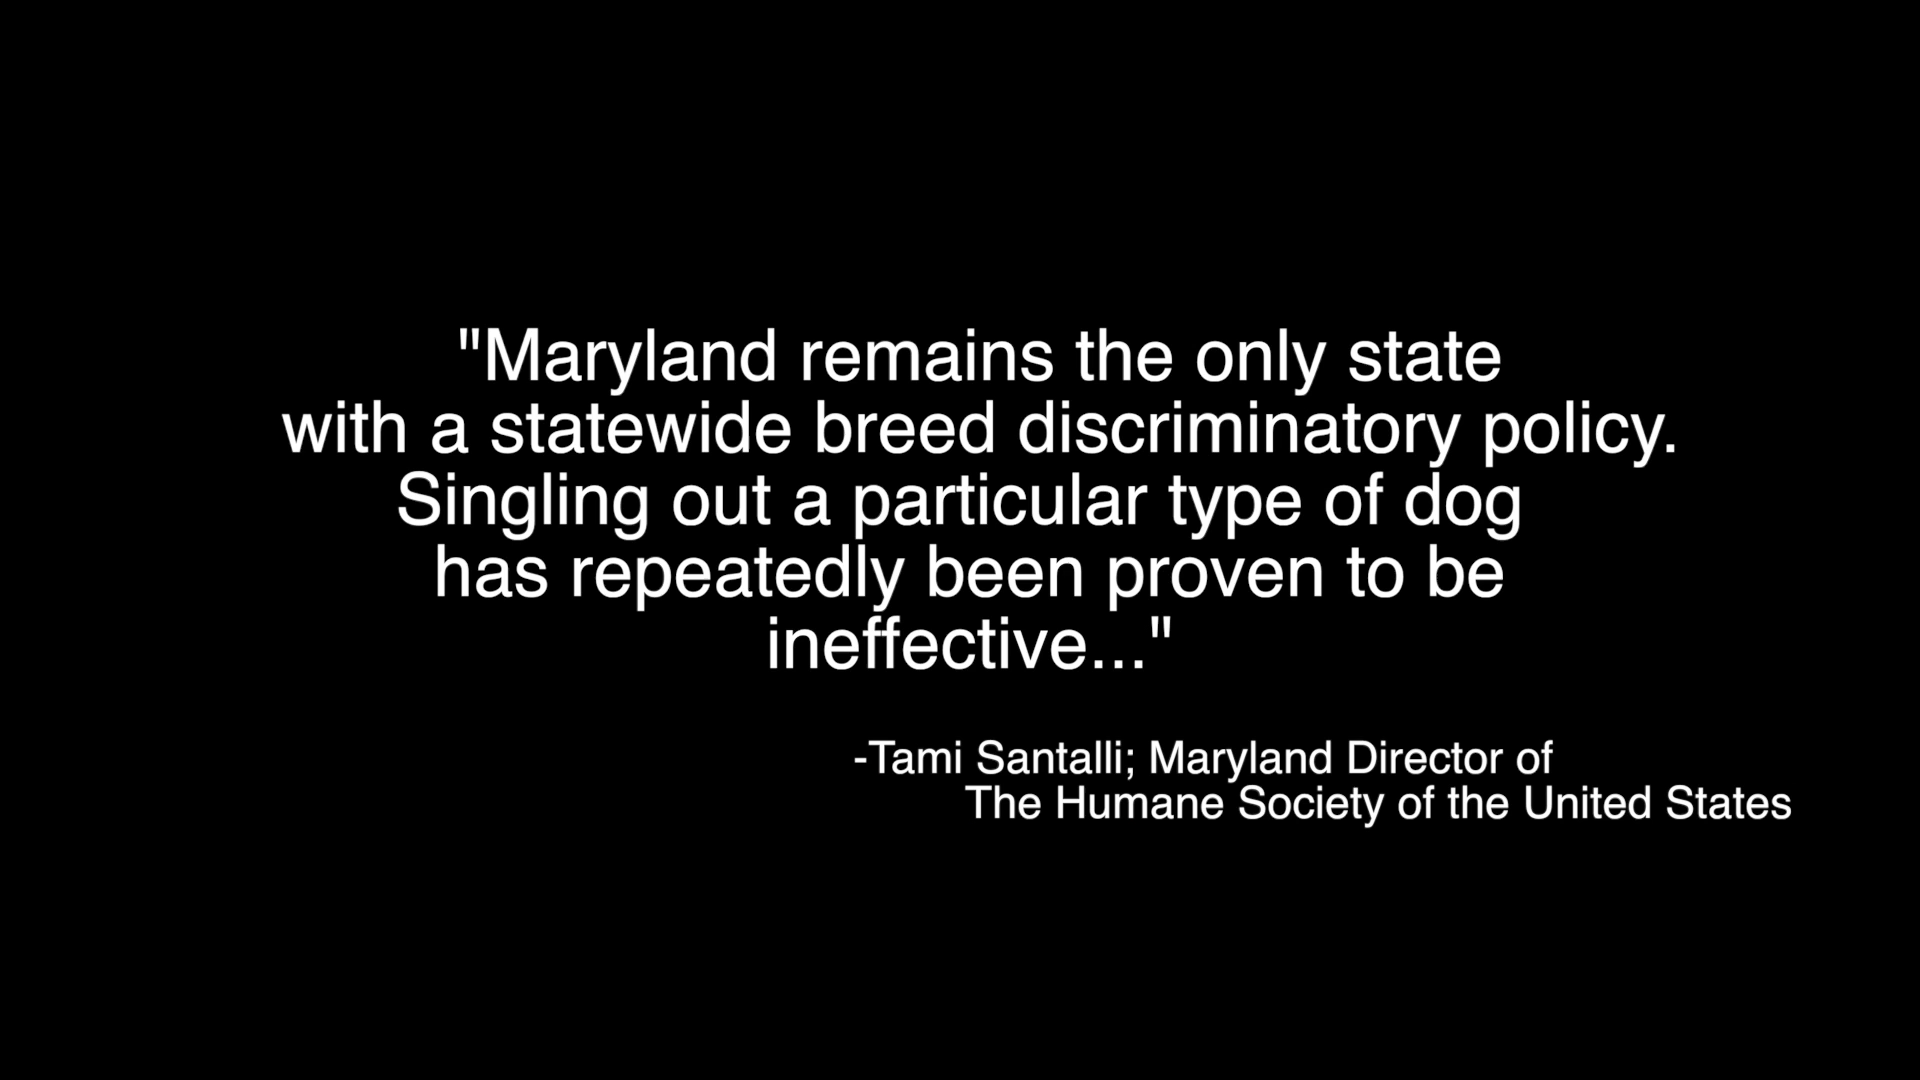 "Maryland remains the only state
with a statewide breed discriminatory policy.
Singling out a particular type of dog
has repeatedly been proven to be
ineffective..."
-Tami Santalli; Maryland Director of
The Humane Society of the United States